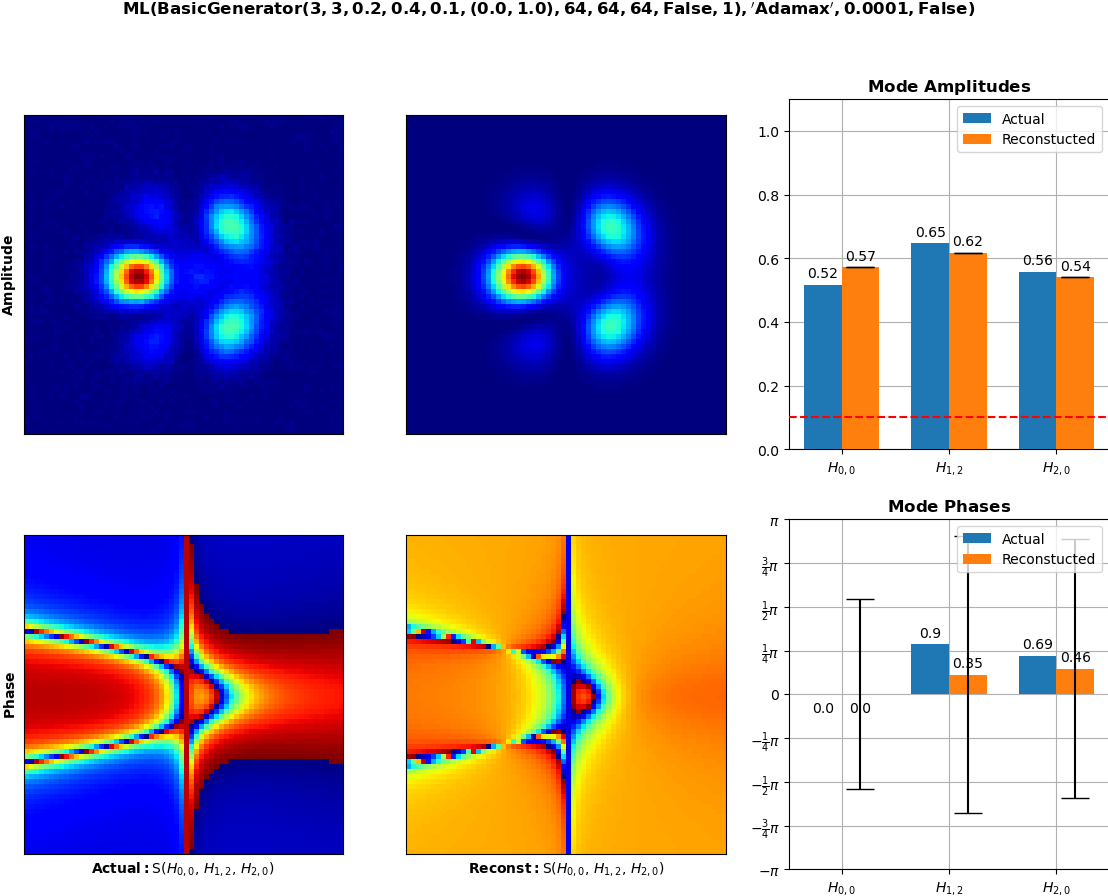 ML(BasicGenerator(3, 3, 0.2, 0.4, 0.1, (0.0, 1.0), 64, 64, 64, False, 1), ′Adamax′, 0.0001, False)
Amplitude
Mode Amplitudes
Actual
Reconstucted
1.0
0.8
0.6
0.4
0.2
0.0
0.52
0.57
0.65
0.62
0.56
0.54
H0,0
H1,2
H2,0
Phase
Actual: S(H0,0, H1,2, H2,0)
Reconst: S(H0,0, H1,2, H2,0)
Mode Phases
Actual
Reconstucted
π
3/4π
1/2π
1/4π
0
−1/4π
−1/2π
−3/4π
−π
0.0
0.0
0.9
0.35
0.69
0.46
H0,0
H1,2
H2,0